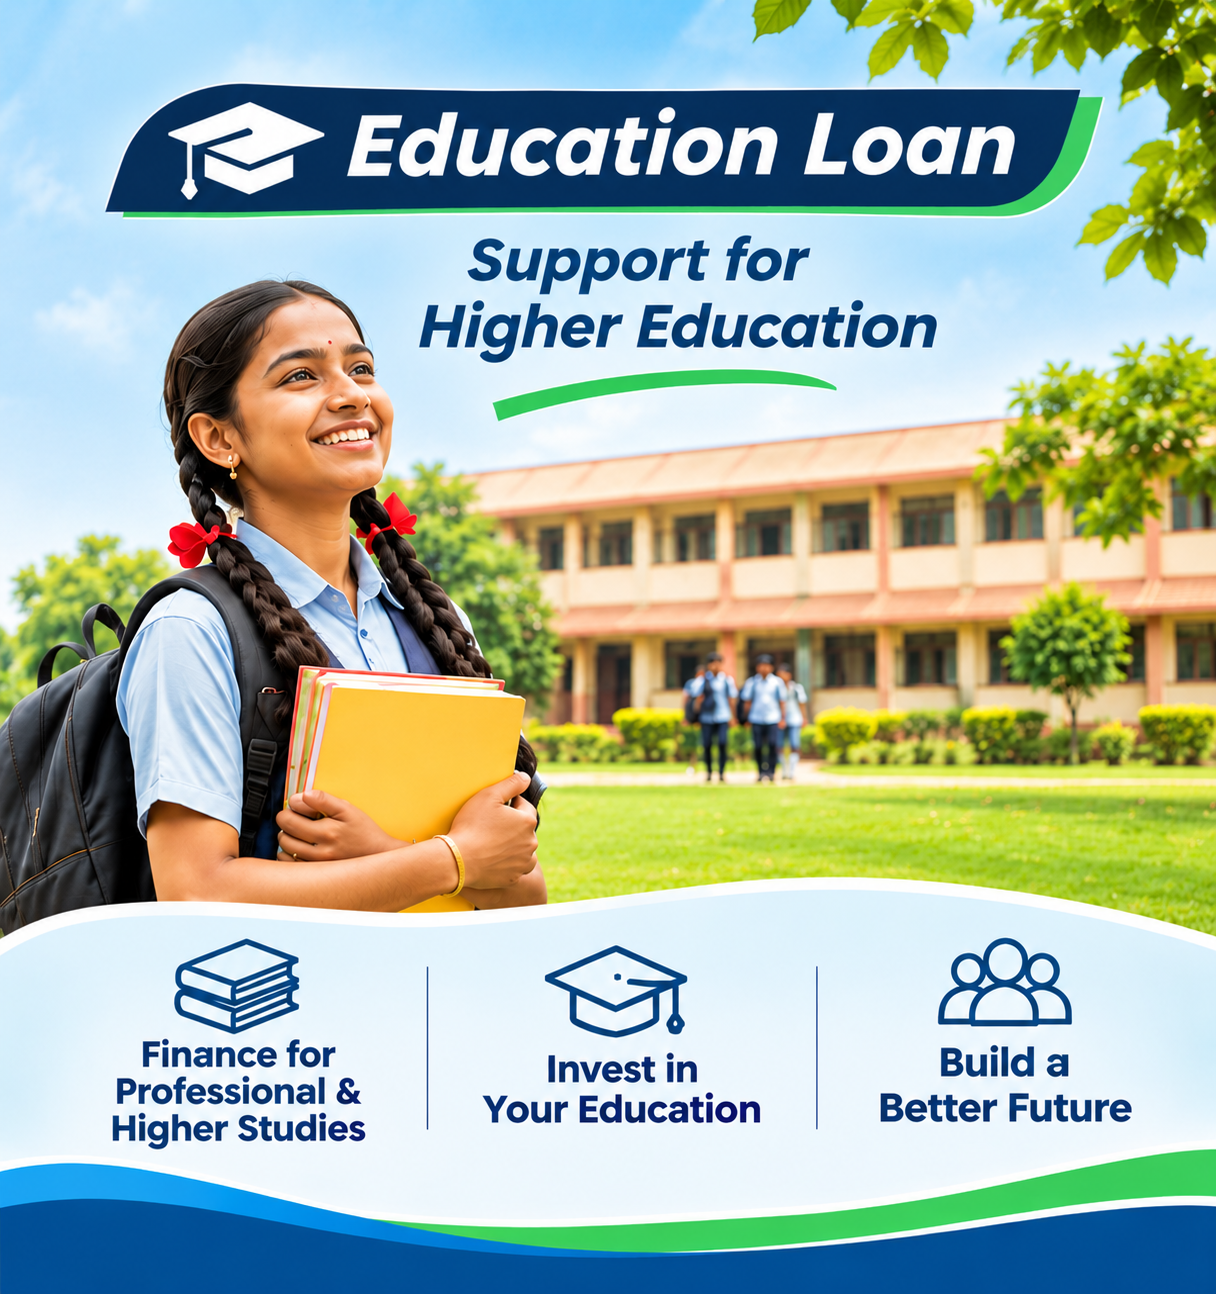 Education Loan
Support for
Higher Education
Finance for
Professional &
Higher Studies
Invest in
Your Education
Build a
Better Future